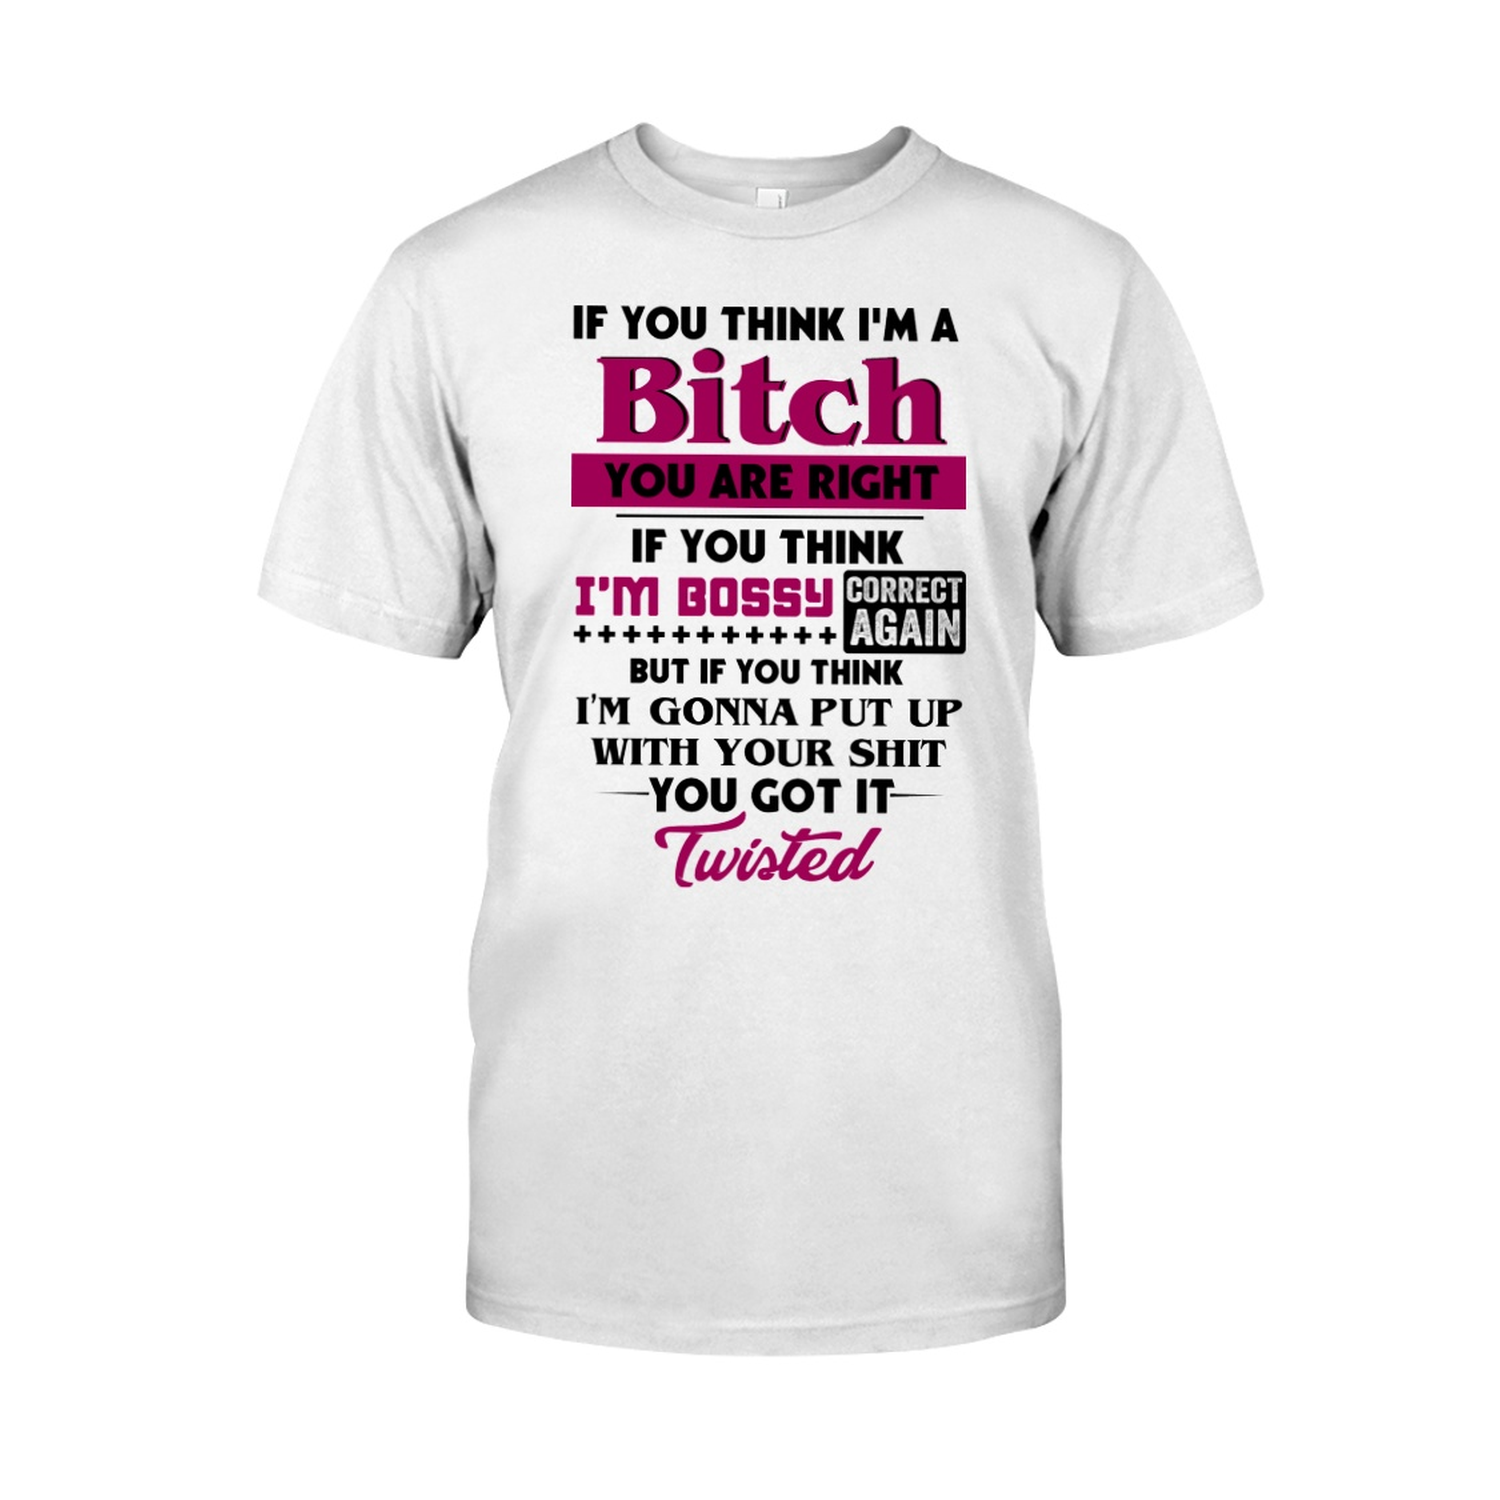 IF YOU THINK I'M A
Bitch
YOU ARE RIGHT
IF YOU THINK
I'M BOSSY CORRECT
AGAIN
BUT IF YOU THINK
I'M GONNA PUT UP
WITH YOUR SHIT
YOU GOT IT
Twisted